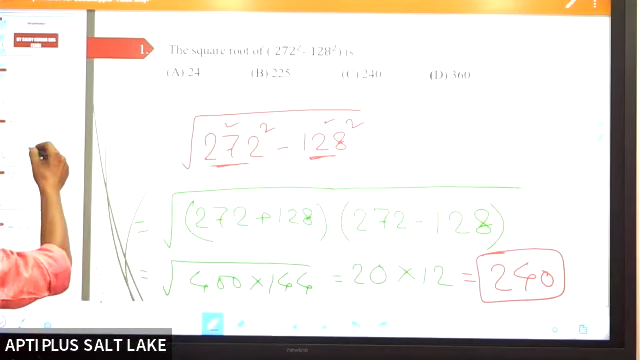 1. The square root of (272² - 128²) is
(A) 24 (B) 225 (C) 240 (D) 360
√272² - 128²
= √(272 + 128) (272 - 128)
= √400 × 144 = 20 × 12 = 240
APTI PLUS SALT LAKE
newline